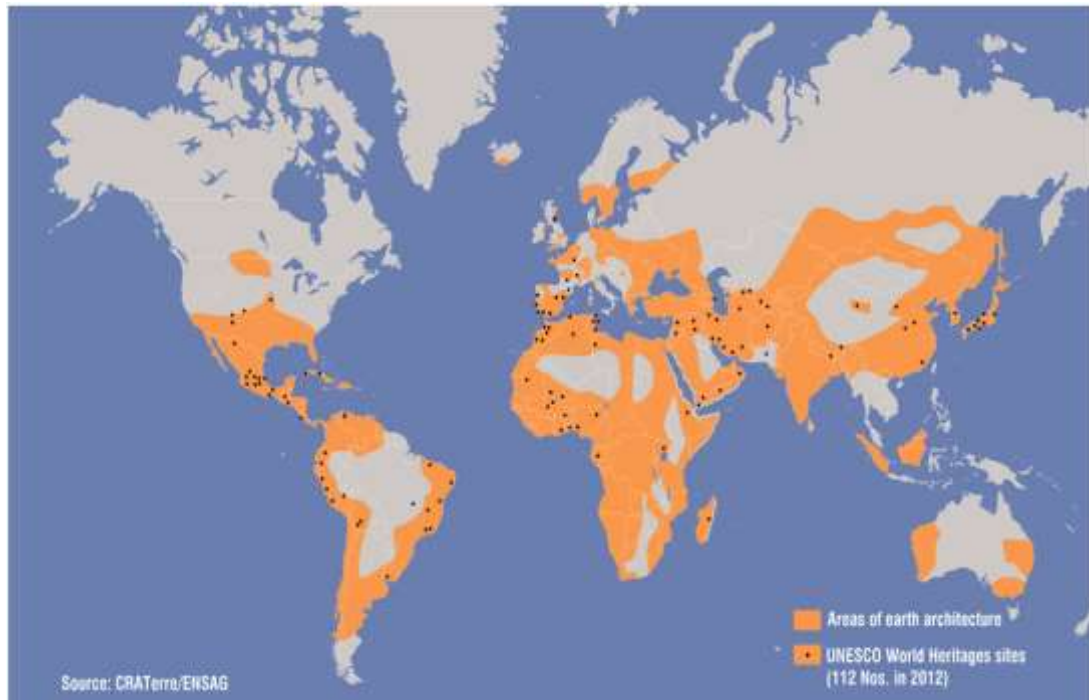 Areas of earth architecture
UNESCO World Heritages sites
(112 Nos. in 2012)
Source: CRATerre/ENSAG